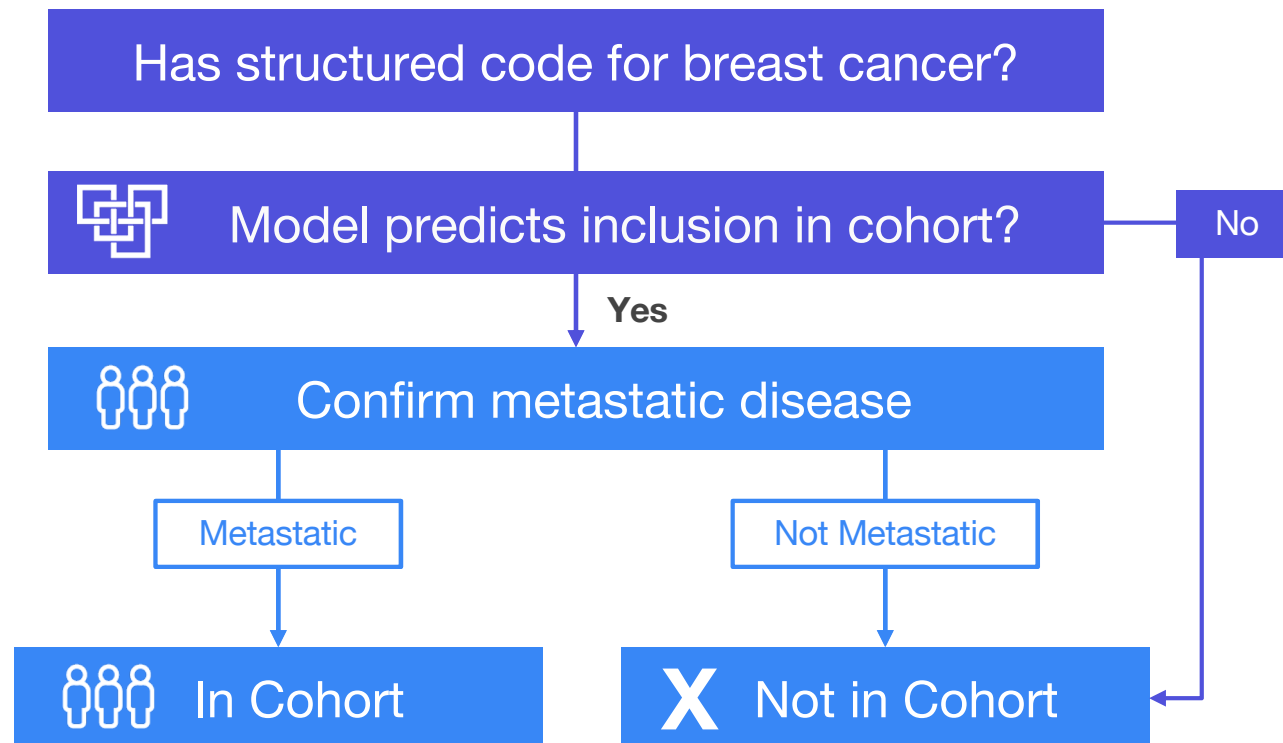 Has structured code for breast cancer?
Model predicts inclusion in cohort?
No
Yes
Confirm metastatic disease
Metastatic
Not Metastatic
In Cohort
X Not in Cohort